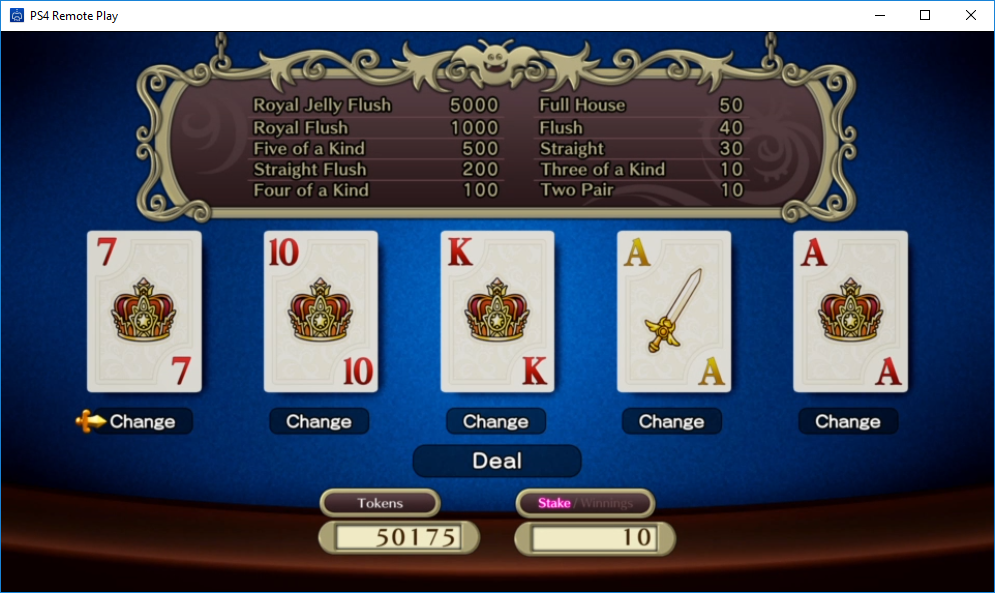 PS4 Remote Play
Royal Jelly Flush 5000 Full House 50
Royal Flush 1000 Flush 40
Five of a Kind 500 Straight 30
Straight Flush 200 Three of a Kind 10
Four of a Kind 100 Two Pair 10
7 10 K A A
7 10 K A A
Change Change Change Change Change
Deal
Tokens Stake / Winnings
50175 10